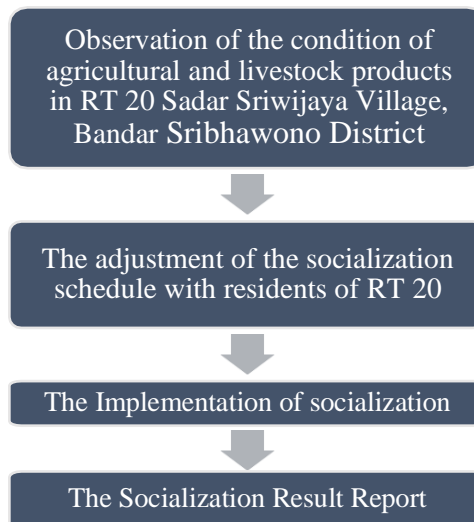 Observation of the condition of
agricultural and livestock products
in RT 20 Sadar Sriwijaya Village,
Bandar Sribhawono District
The adjustment of the socialization
schedule with residents of RT 20
The Implementation of socialization
The Socialization Result Report